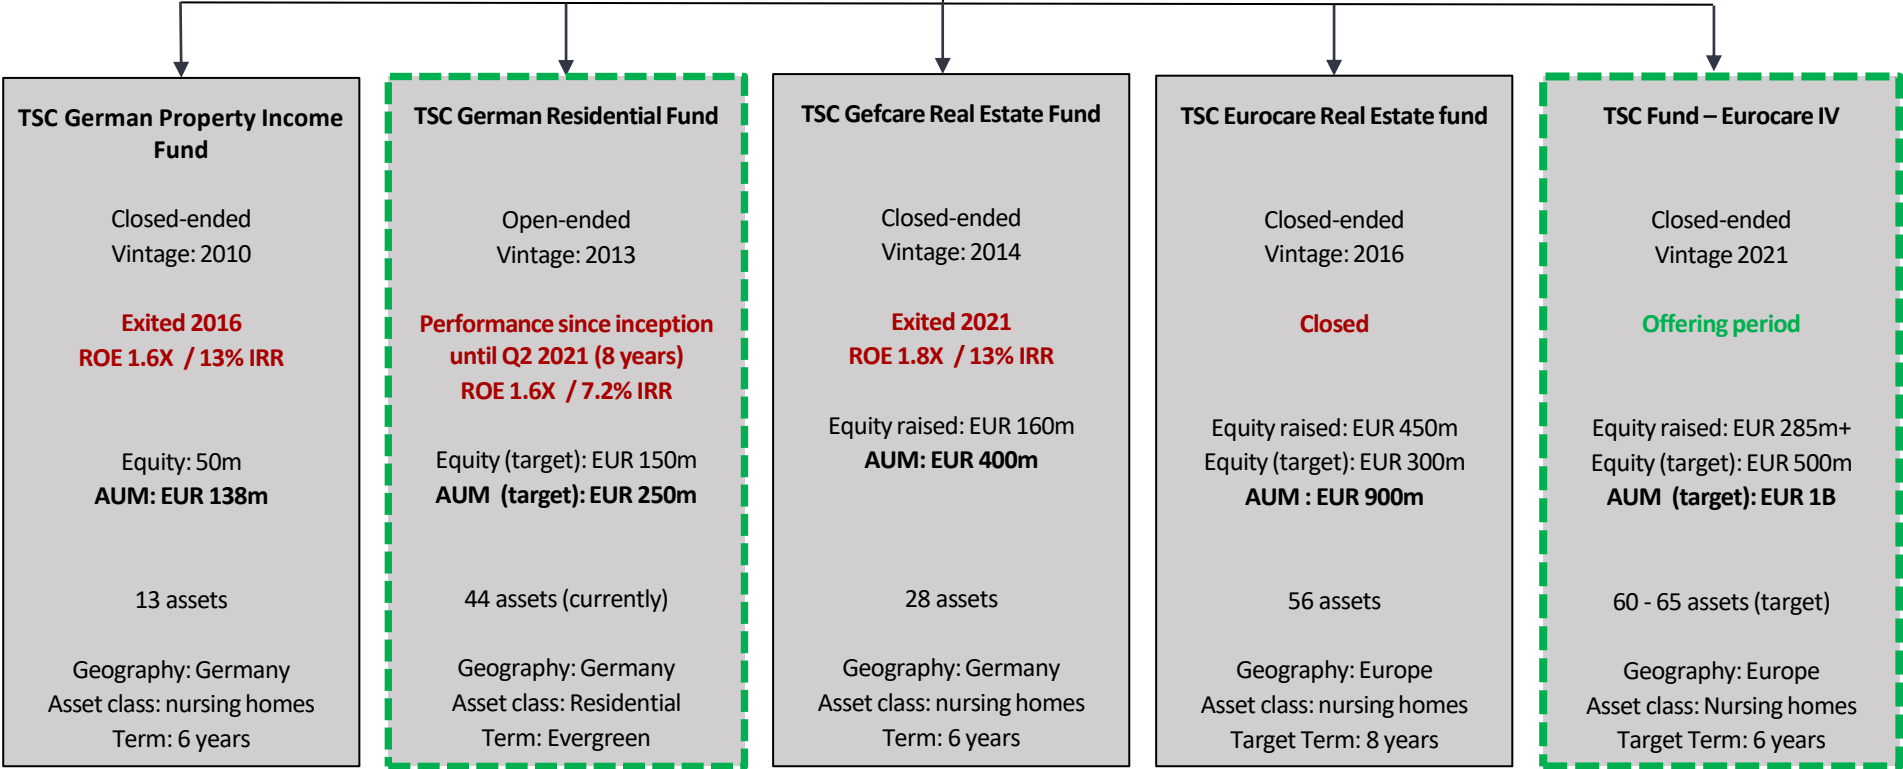 TSC German Property Income
Fund
Closed-ended
Vintage: 2010
Exited 2016
ROE 1.6X / 13% IRR
Equity: 50m
AUM: EUR 138m
13 assets
Geography: Germany
Asset class: nursing homes
Term: 6 years
TSC German Residential Fund
Open-ended
Vintage: 2013
Performance since inception
until Q2 2021 (8 years)
ROE 1.6X / 7.2% IRR
Equity (target): EUR 150m
AUM (target): EUR 250m
44 assets (currently)
Geography: Germany
Asset class: Residential
Term: Evergreen
TSC Gefcare Real Estate Fund
Closed-ended
Vintage: 2014
Exited 2021
ROE 1.8X / 13% IRR
Equity raised: EUR 160m
AUM: EUR 400m
28 assets
Geography: Germany
Asset class: nursing homes
Term: 6 years
TSC Eurocare Real Estate fund
Closed-ended
Vintage: 2016
Closed
Equity raised: EUR 450m
Equity (target): EUR 300m
AUM : EUR 900m
56 assets
Geography: Europe
Asset class: nursing homes
Target Term: 8 years
TSC Fund – Eurocare IV
Closed-ended
Vintage 2021
Offering period
Equity raised: EUR 285m+
Equity (target): EUR 500m
AUM (target): EUR 1B
60 - 65 assets (target)
Geography: Europe
Asset class: Nursing homes
Target Term: 6 years